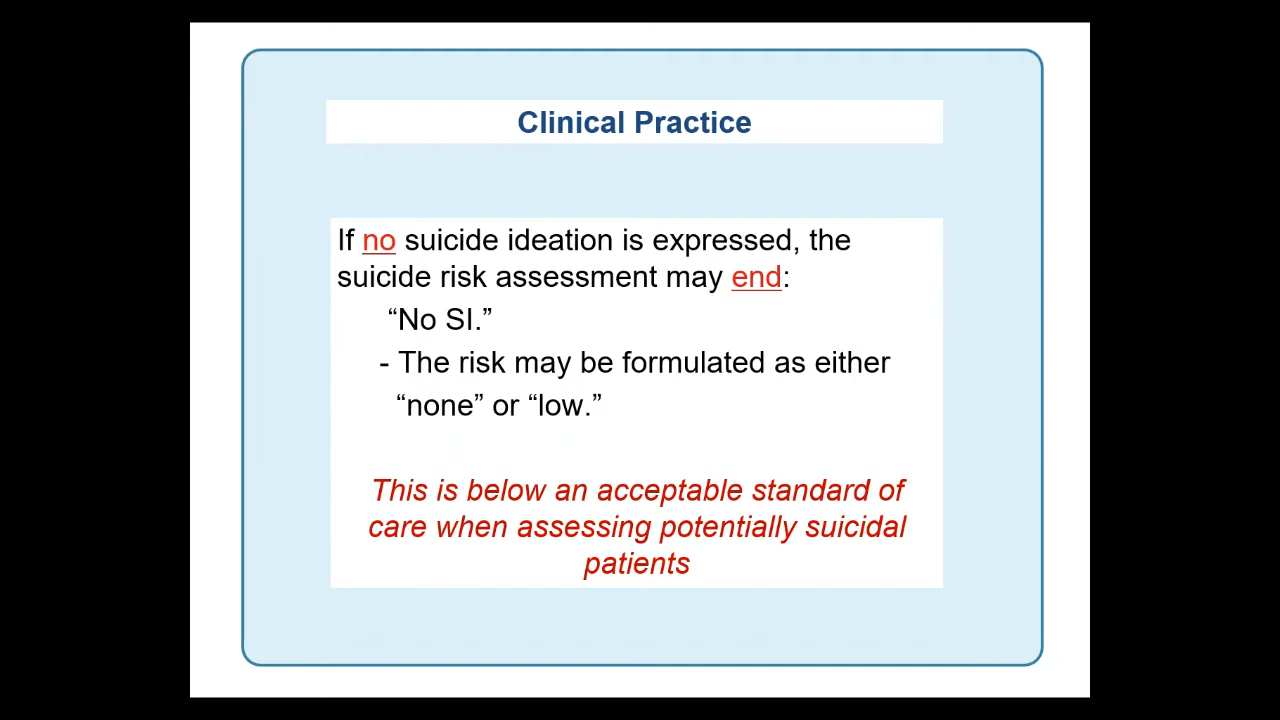 Clinical Practice
If no suicide ideation is expressed, the
suicide risk assessment may end:
“No SI.”
- The risk may be formulated as either
“none” or “low.”
This is below an acceptable standard of
care when assessing potentially suicidal
patients